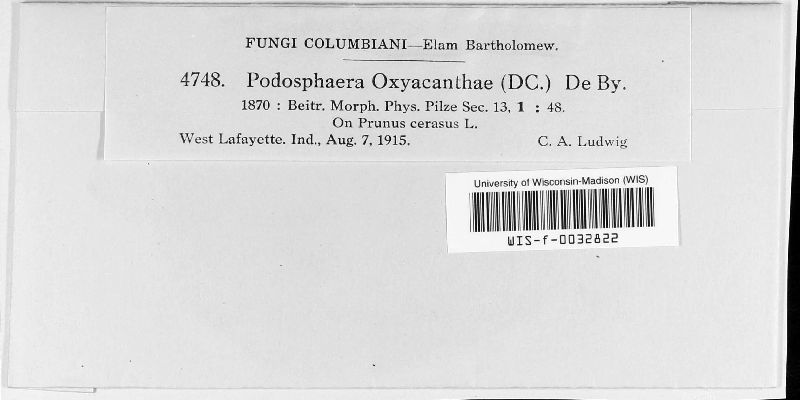 FUNGI COLUMBIANI—Elam Bartholomew.
4748. Podosphaera Oxyacanthae (DC.) De By.
1870 : Beitr. Morph. Phys. Pilze Sec. 13, 1 : 48.
On Prunus cerasus L.
West Lafayette. Ind., Aug. 7, 1915. C. A. Ludwig
University of Wisconsin-Madison (WIS)
WIS-f-0032822